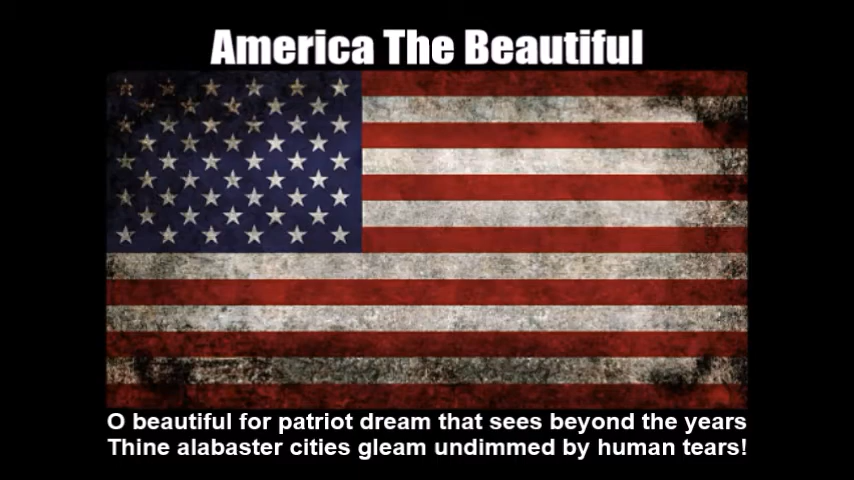 America The Beautiful
O beautiful for patriot dream that sees beyond the years
Thine alabaster cities gleam undimmed by human tears!